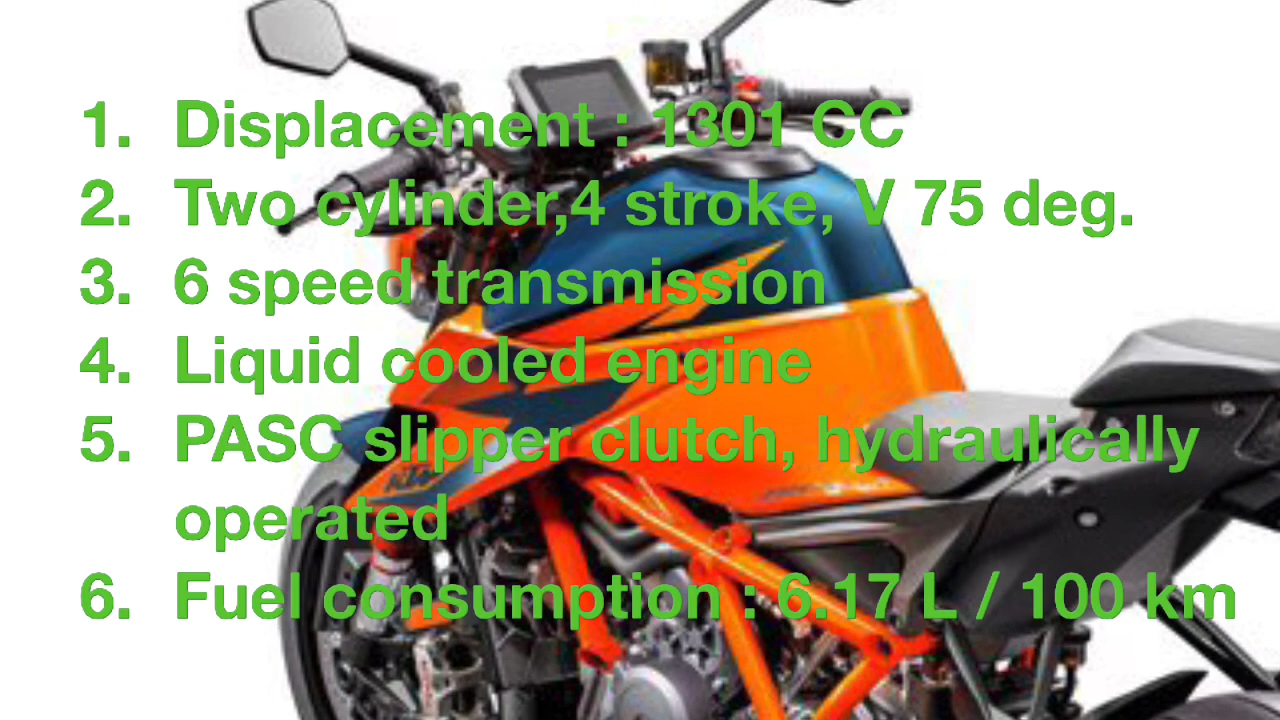 1. Displacement : 1301 CC
2. Two cylinder,4 stroke, V 75 deg.
3. 6 speed transmission
4. Liquid cooled engine
5. PASC slipper clutch, hydraulically
operated
KTM
6. Fuel consumption : 6.17 L / 100 km